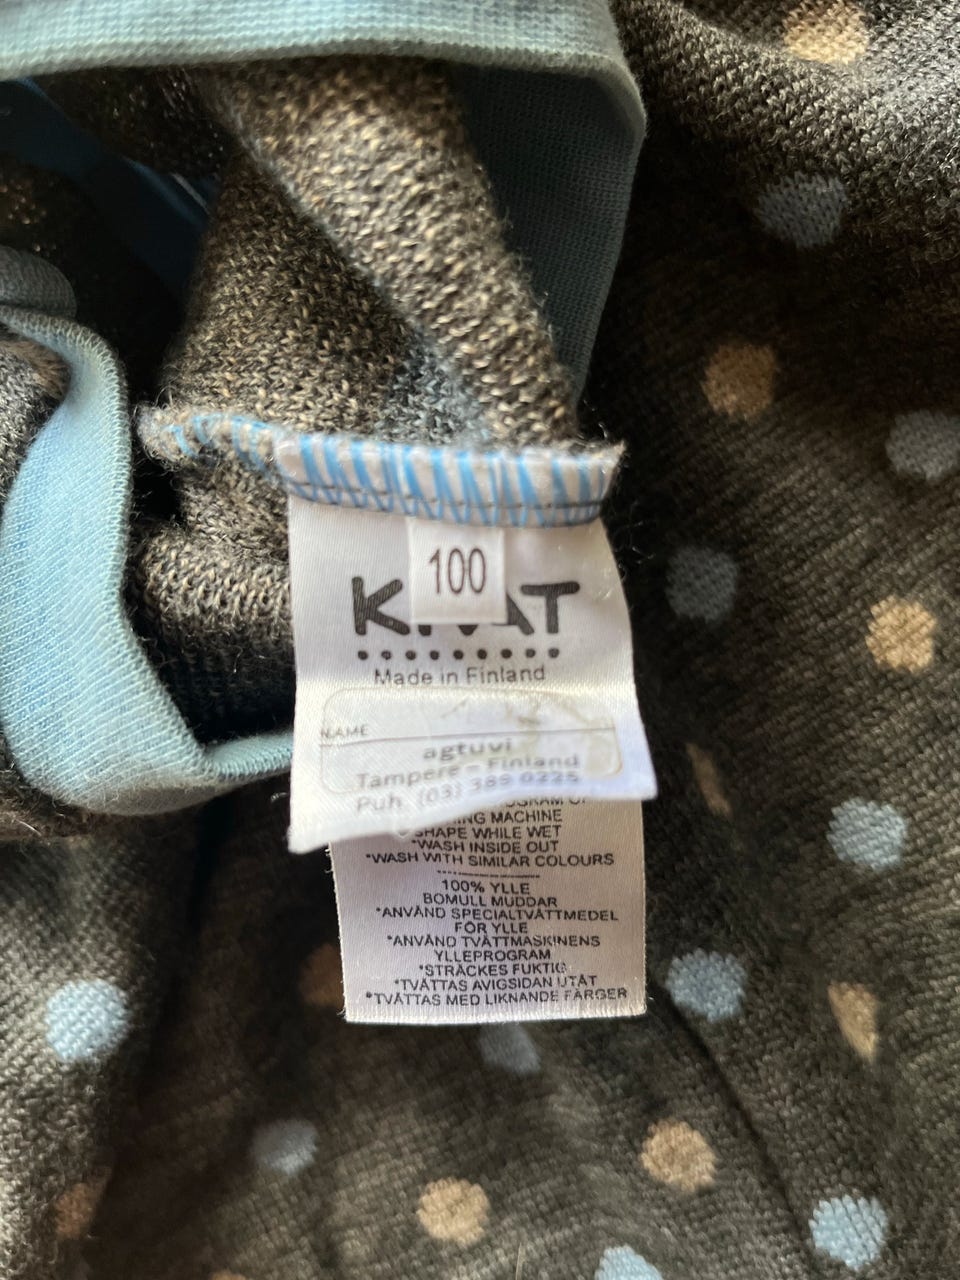 100
KIVAT
Made in Finland
NAME
agtuvi
Tampere - Finland
Puh. (03) 389 0225
SHAPE WHILE WET
*WASH INSIDE OUT
*WASH WITH SIMILAR COLOURS
100% YLLE
BOMULL MUDDAR
*ANVÄND SPECIALTVÄTTMEDEL
FÖR YLLE
*ANVÄND TVÄTTMASKINENS
YLLEPROGRAM
*STRÄCKES FUKTIG
*TVÄTTAS AVIGSIDAN UTÅT
*TVÄTTAS MED LIKNANDE FÄRGER